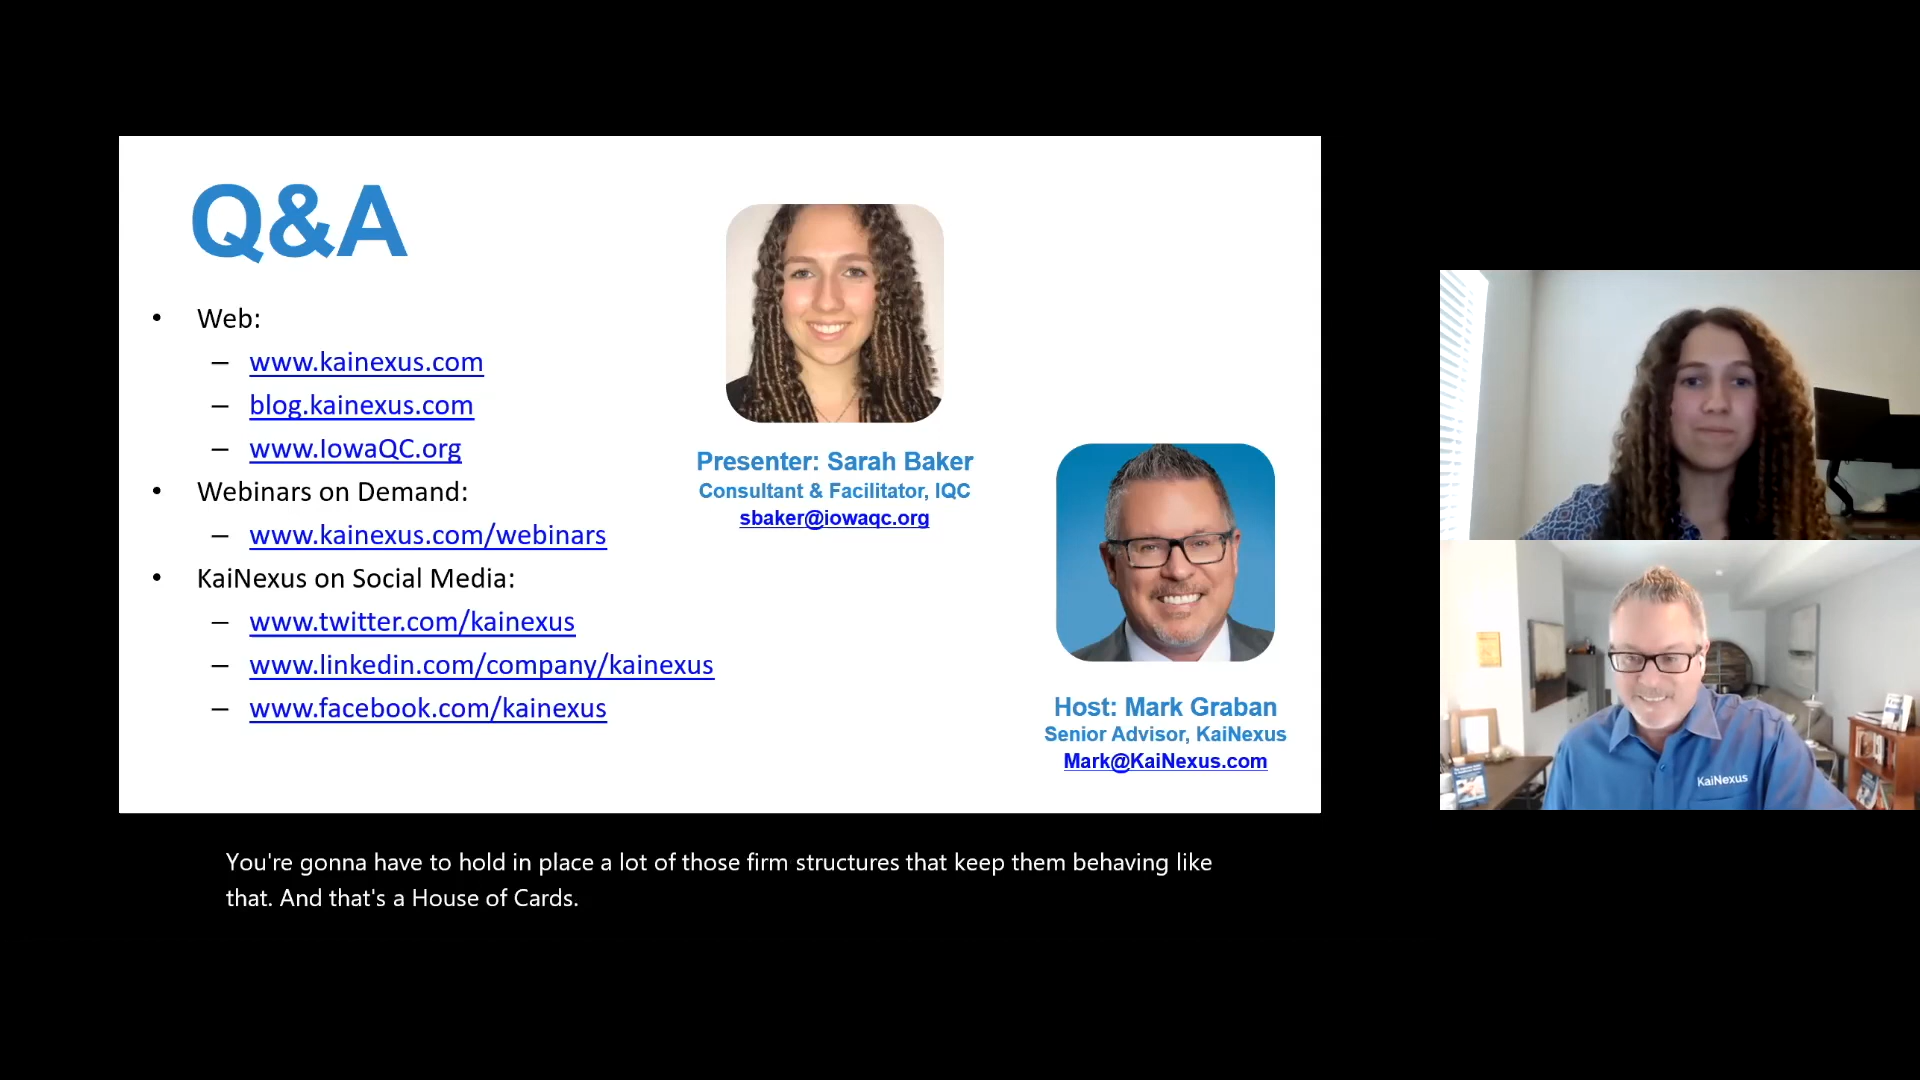 Q&A
• Web:
– www.kainexus.com
– blog.kainexus.com
– www.IowaQC.org
• Webinars on Demand:
– www.kainexus.com/webinars
• KaiNexus on Social Media:
– www.twitter.com/kainexus
– www.linkedin.com/company/kainexus
– www.facebook.com/kainexus
Presenter: Sarah Baker
Consultant & Facilitator, IQC
sbaker@iowaqc.org
Host: Mark Graban
Senior Advisor, KaiNexus
Mark@KaiNexus.com
KaiNexus
You're gonna have to hold in place a lot of those firm structures that keep them behaving like
that. And that's a House of Cards.